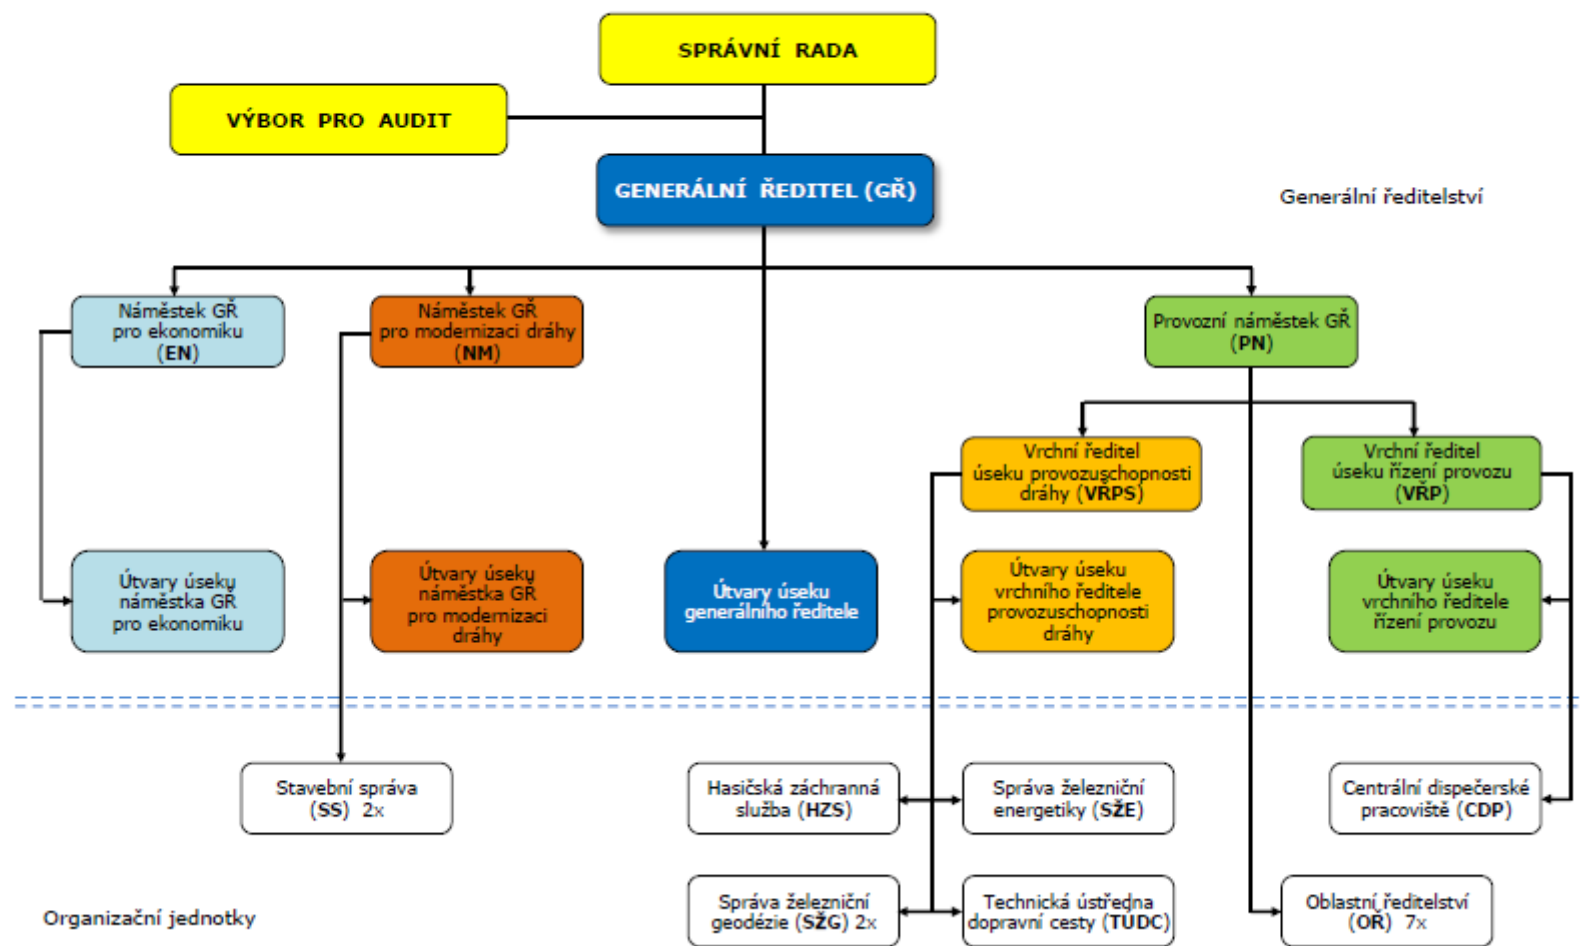 SPRÁVNÍ RADA
VÝBOR PRO AUDIT
GENERÁLNÍ ŘEDITEL (GŘ)
Generální ředitelství
Náměstek GŘ
pro ekonomiku
(EN)
Náměstek GŘ
pro modernizaci dráhy
(NM)
Provozní náměstek GŘ
(PN)
Vrchní ředitel
úseku provozuschopnosti
dráhy (VŘPS)
Vrchní ředitel
úseku řízení provozu
(VŘP)
Útvary úseku
náměstka GŘ
pro ekonomiku
Útvary úseku
náměstka GŘ
pro modernizaci
dráhy
Útvary úseku
generálního ředitele
Útvary úseku
vrchního ředitele
provozuschopnosti
dráhy
Útvary úseku
vrchního ředitele
řízení provozu
Stavební správa
(SS) 2x
Hasičská záchranná
služba (HZS)
Správa železniční
energetiky (SŽE)
Centrální dispečerské
pracoviště (CDP)
Organizační jednotky
Správa železniční
geodézie (SŽG) 2x
Technická ústředna
dopravní cesty (TÚDC)
Oblastní ředitelství
(OŘ) 7x